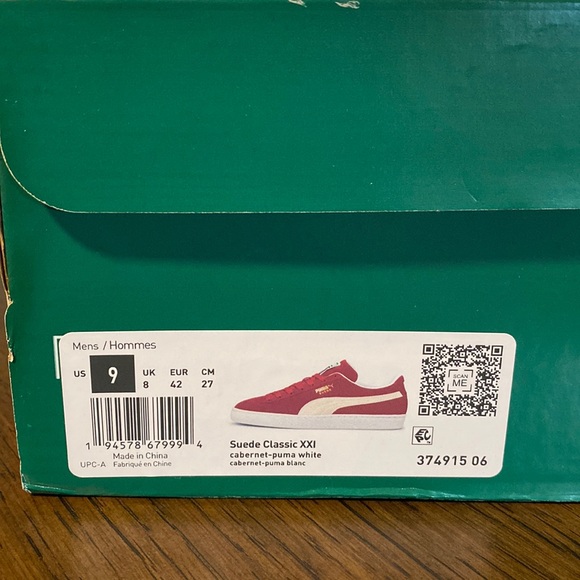 Mens / Hommes
US 9 UK 8 EUR 42 CM 27
1 94578 67999 4
Made in China
UPC-A Fabriqué en Chine
PUMA
Suede Classic XXI
cabernet-puma white
cabernet-puma blanc
SCAN ME
374915 06